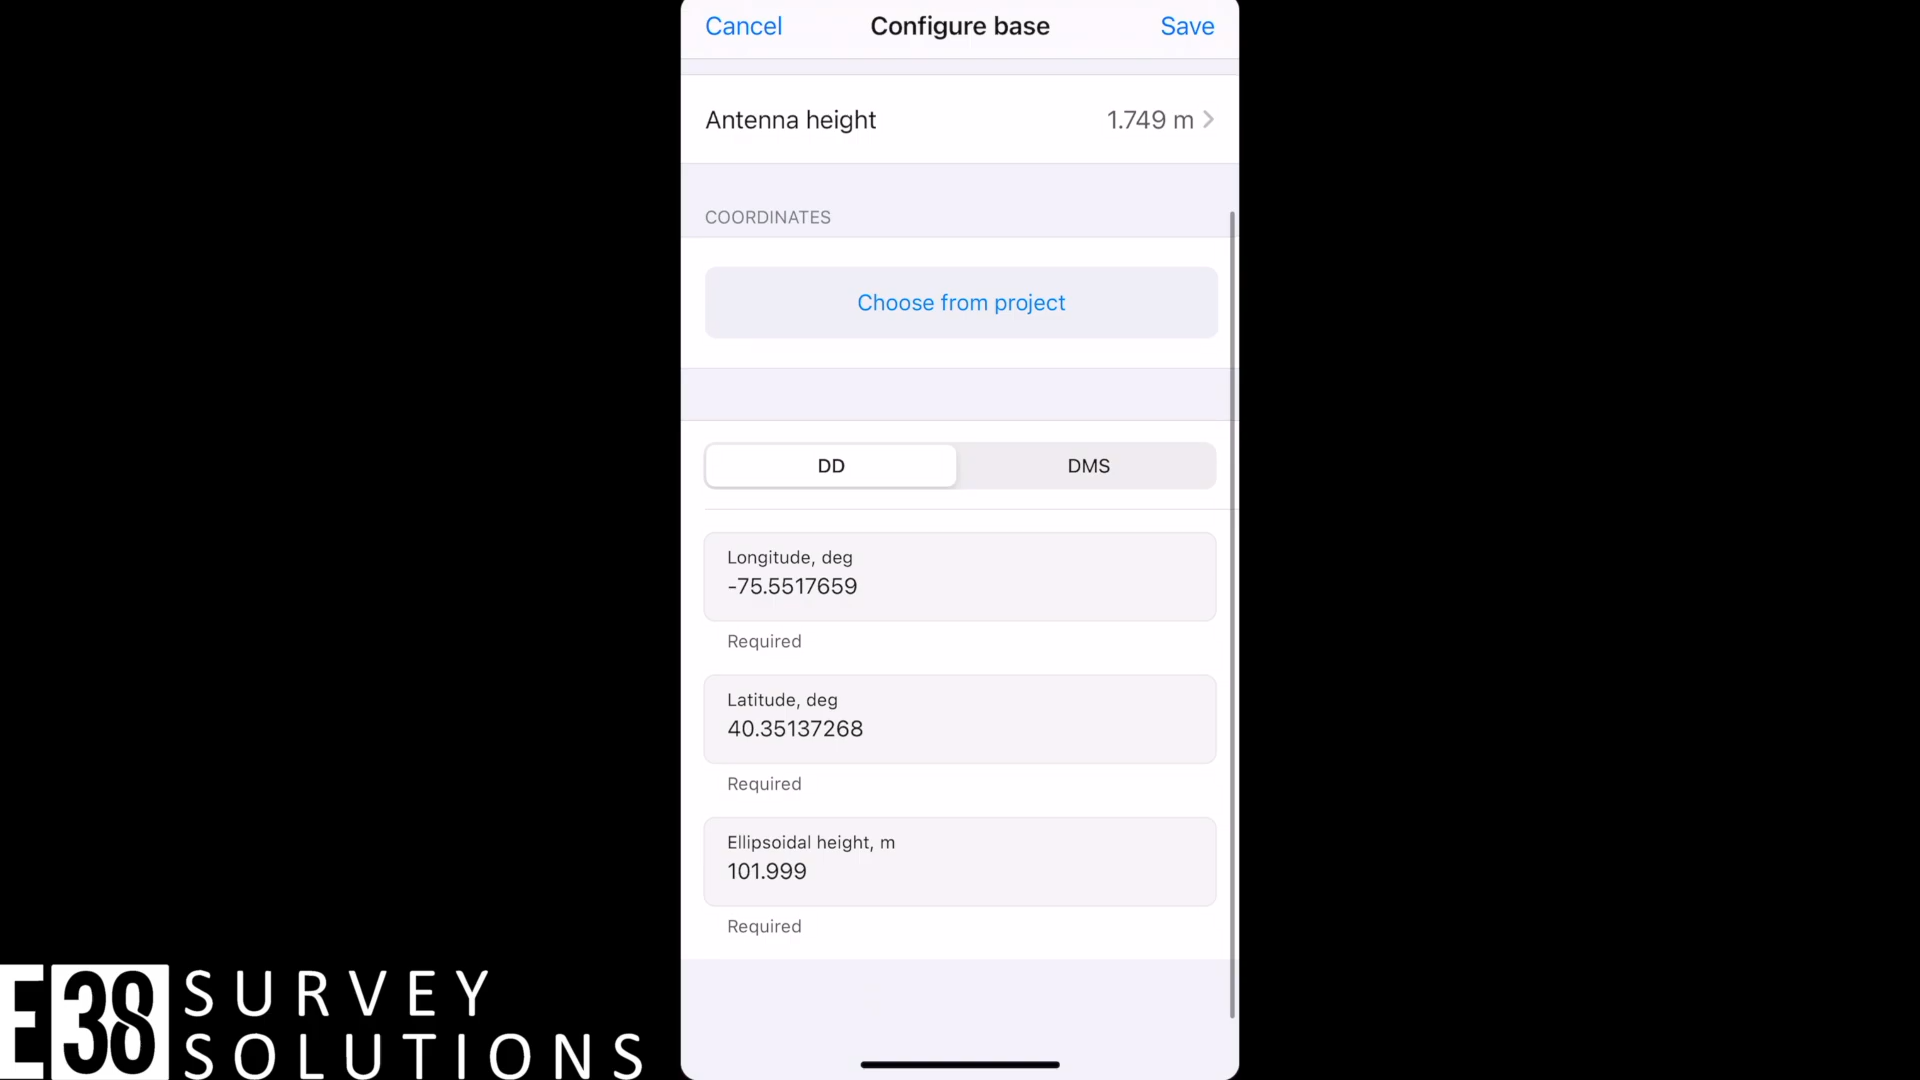 Cancel
Configure base
Save
Antenna height
1.749 m
COORDINATES
Choose from project
DD
DMS
Longitude, deg
-75.5517659
Required
Latitude, deg
40.35137268
Required
Ellipsoidal height, m
101.999
Required
E38 SURVEY
SOLUTIONS